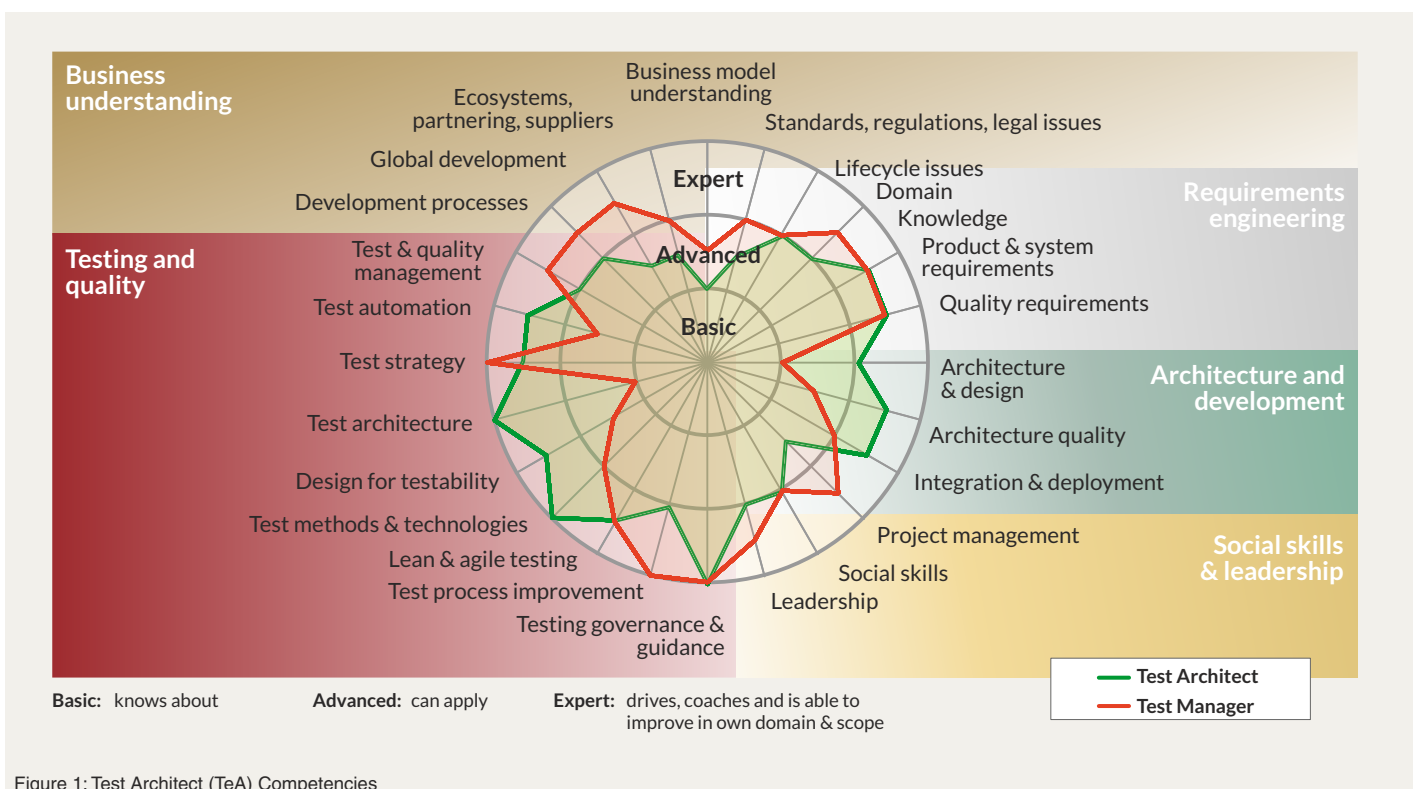 Business
understanding
Business model
understanding
Ecosystems,
partnering, suppliers
Standards, regulations, legal issues
Global development
Lifecycle issues
Development processes
Domain
Knowledge
Requirements
engineering
Expert
Advanced
Basic
Testing and
quality
Test & quality
management
Product & system
requirements
Test automation
Quality requirements
Test strategy
Architecture
& design
Architecture and
development
Test architecture
Architecture quality
Design for testability
Integration & deployment
Test methods & technologies
Project management
Social skills
& leadership
Lean & agile testing
Social skills
Test process improvement
Leadership
Testing governance &
guidance
Test Architect
Test Manager
Basic: knows about
Advanced: can apply
Expert: drives, coaches and is able to
improve in own domain & scope
Figure 1: Test Architect (TeA) Competencies